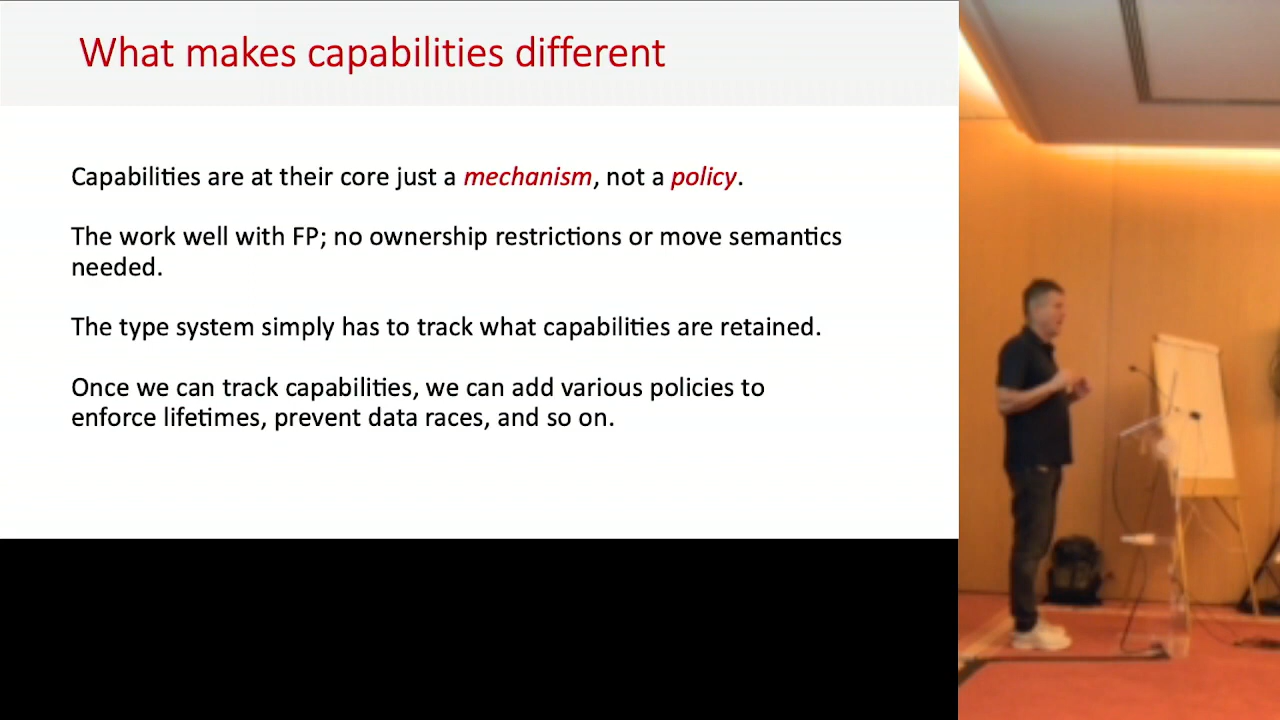 What makes capabilities different
Capabilities are at their core just a mechanism, not a policy.
The work well with FP; no ownership restrictions or move semantics
needed.
The type system simply has to track what capabilities are retained.
Once we can track capabilities, we can add various policies to
enforce lifetimes, prevent data races, and so on.